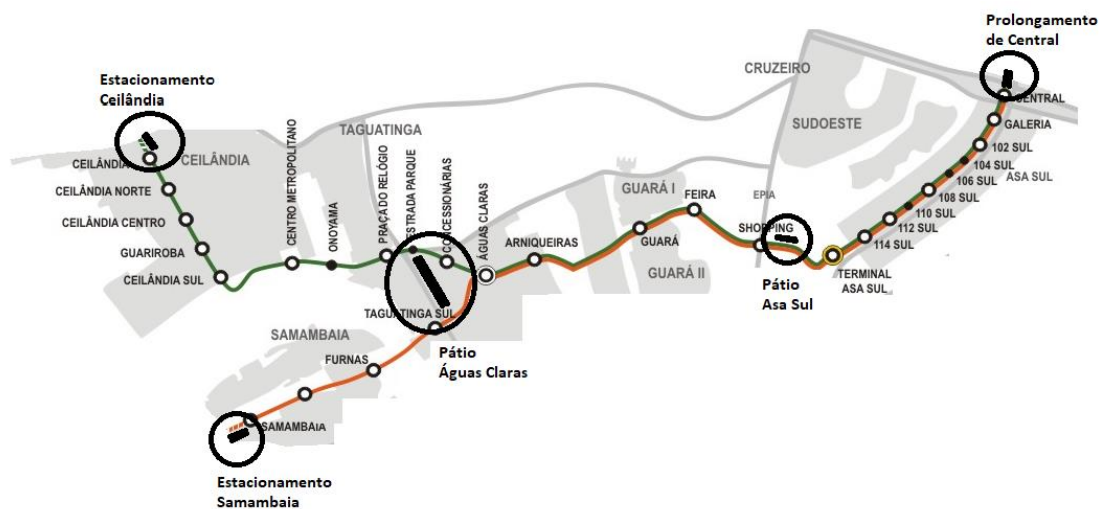 Prolongamento
de Central
Estacionamento
Ceilândia
CRUZEIRO
SUDOESTE
CENTRAL
GALERIA
102 SUL
104 SUL
106 SUL
ASA SUL
108 SUL
110 SUL
112 SUL
114 SUL
TERMINAL
ASA SUL
TAGUATINGA
CEILÂNDIA
CEILÂNDIA
CEILÂNDIA NORTE
CEILÂNDIA CENTRO
GUARIROBA
CEILÂNDIA SUL
CENTRO METROPOLITANO
ONOYAMA
PRAÇA DO RELÓGIO
ESTRADA PARQUE
CONCESSIONÁRIAS
ÁGUAS CLARAS
ARNIQUEIRAS
GUARÁ I
FEIRA
EPIA
SHOPPING
GUARÁ
GUARÁ II
Pátio
Asa Sul
TAGUATINGA SUL
SAMAMBAIA
FURNAS
Pátio
Águas Claras
SAMAMBAIA
Estacionamento
Samambaia